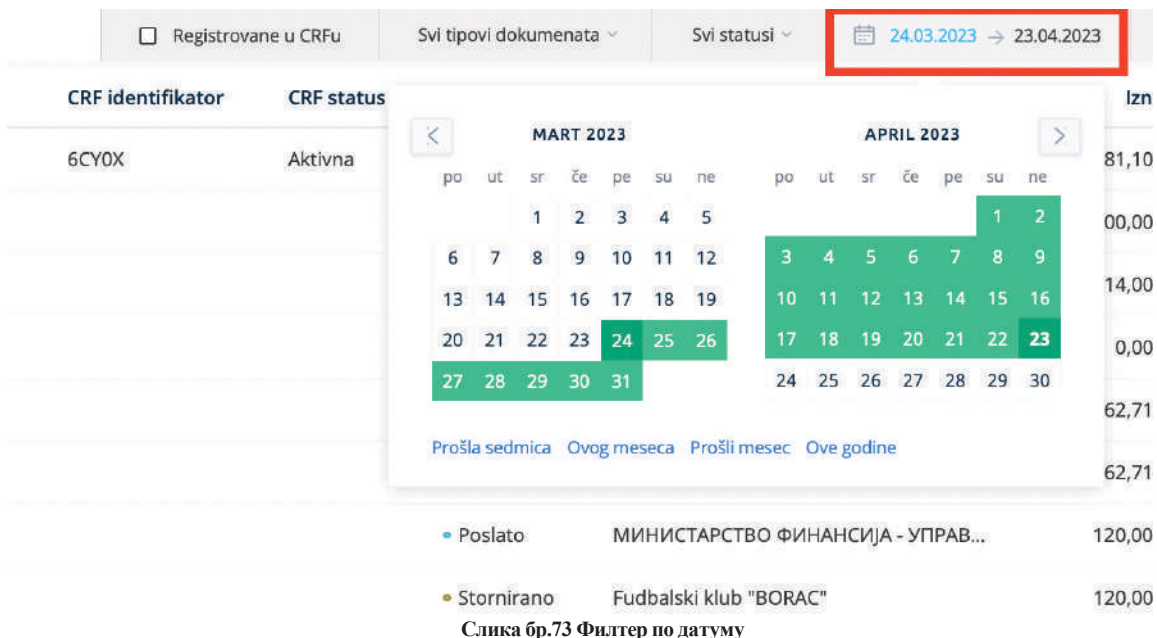 Registrovane u CRFu Svi tipovi dokumenata Svi statusi 24.03.2023 → 23.04.2023
CRF identifikator CRF status Izn
MART 2023 APRIL 2023
6CY0X Aktivna 81,10
po ut sr če pe su ne po ut sr če pe su ne
1 2 3 4 5 1 2 00,00
6 7 8 9 10 11 12 3 4 5 6 7 8 9
14,00
13 14 15 16 17 18 19 10 11 12 13 14 15 16
20 21 22 23 24 25 26 17 18 19 20 21 22 23 0,00
27 28 29 30 31 24 25 26 27 28 29 30
62,71
Prošla sedmica Ovog meseca Prošli mesec Ove godine
62,71
Poslato МИНИСТАРСТВО ФИНАНСИЈА - УПРАВ... 120,00
Stornirano Fudbalski klub "BORAC" 120,00
Слика бр.73 Филтер по датуму